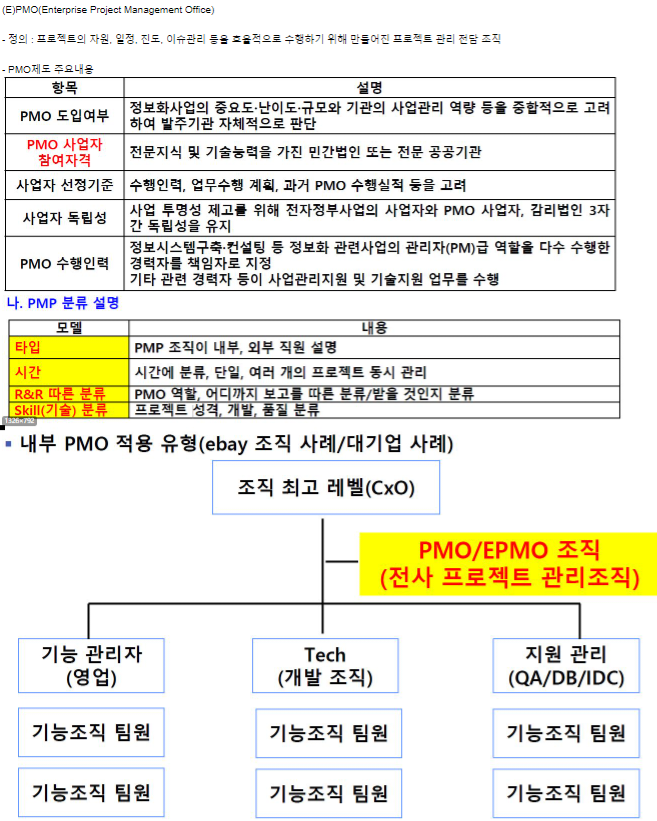 (E)PMO(Enterprise Project Management Office)
- 정의 : 프로젝트의 자원, 일정, 진도, 이슈관리 등을 효율적으로 수행하기 위해 만들어진 프로젝트 관리 전담 조직
- PMO제도 주요내용
항목 설명
PMO 도입여부 정보화사업의 중요도·난이도·규모와 기관의 사업관리 역량 등을 종합적으로 고려
하여 발주기관 자체적으로 판단
PMO 사업자
참여자격 전문지식 및 기술능력을 가진 민간법인 또는 전문 공공기관
사업자 선정기준 수행인력, 업무수행 계획, 과거 PMO 수행실적 등을 고려
사업자 독립성 사업 투명성 제고를 위해 전자정부사업의 사업자와 PMO 사업자, 감리법인 3자
간 독립성을 유지
PMO 수행인력 정보시스템구축·컨설팅 등 정보화 관련사업의 관리자(PM)급 역할을 다수 수행한
경력자를 책임자로 지정
기타 관련 경력자 등이 사업관리지원 및 기술지원 업무를 수행
나. PMP 분류 설명
모델 내용
타입 PMP 조직이 내부, 외부 직원 설명
시간 시간에 분류, 단일, 여러 개의 프로젝트 동시 관리
R&R 따른 분류 PMO 역할, 어디까지 보고를 따른 분류/받을 것인지 분류
Skill(기술) 분류 프로젝트 성격, 개발, 품질 분류
1326×792
내부 PMO 적용 유형(ebay 조직 사례/대기업 사례)
조직 최고 레벨(CxO)
PMO/EPMO 조직
(전사 프로젝트 관리조직)
기능 관리자
(영업)
Tech
(개발 조직)
지원 관리
(QA/DB/IDC)
기능조직 팀원 기능조직 팀원 기능조직 팀원
기능조직 팀원 기능조직 팀원 기능조직 팀원